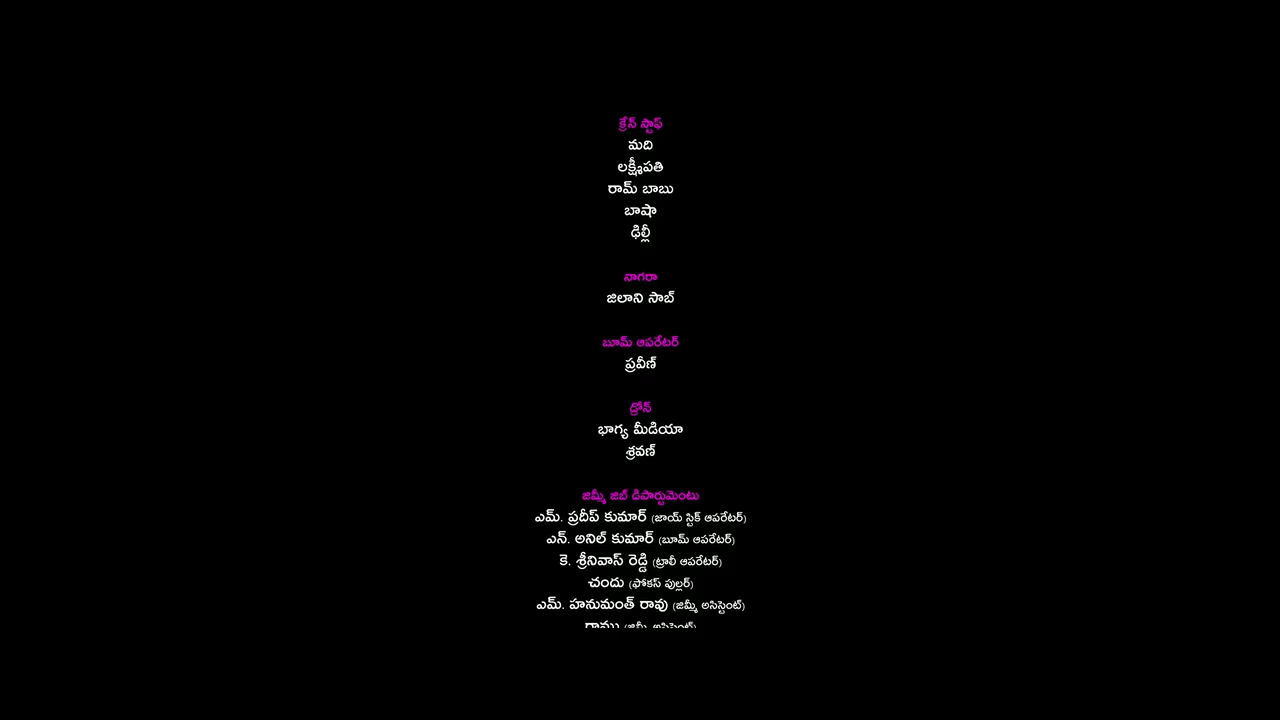 క్రేన్ స్టాఫ్
మది
లక్ష్మీపతి
రామ్ బాబు
బాషా
ఢిల్లీ
నాగరా
జిలాని సాబ్
బూమ్ ఆపరేటర్
ప్రవీణ్
డ్రోన్
భాగ్య మీడియా
శ్రవణ్
జిమ్మీ జిబ్ డిపార్టుమెంటు
ఎమ్. ప్రదీప్ కుమార్ (జాయ్ స్టిక్ ఆపరేటర్)
ఎన్. అనిల్ కుమార్ (బూమ్ ఆపరేటర్)
కె. శ్రీనివాస్ రెడ్డి (ట్రాలీ ఆపరేటర్)
చందు (ఫోకస్ పుల్లర్)
ఎమ్. హనుమంత్ రావు (జిమ్మీ అసిస్టెంట్)
రాము (జిమ్మీ అసిస్టెంట్)